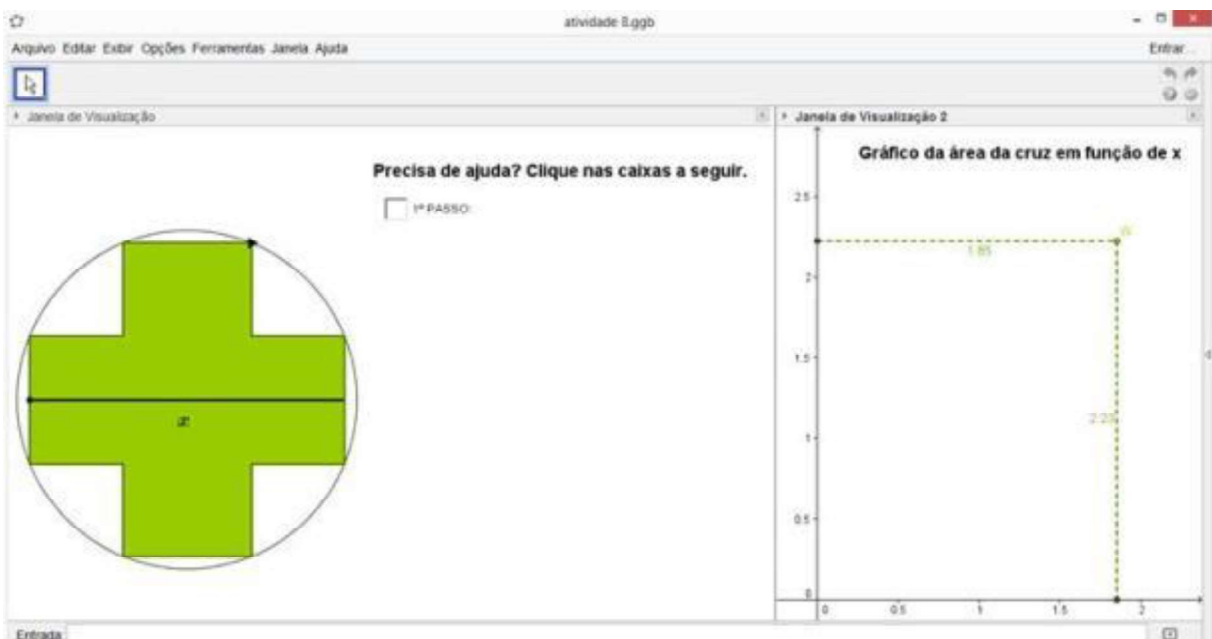 atividade 8.ggb
Arquivo Editar Exibir Opções Ferramentas Janela Ajuda
Entrar...
Janela de Visualização
Janela de Visualização 2
Precisa de ajuda? Clique nas caixas a seguir.
1º PASSO:
x
Gráfico da área da cruz em função de x
2.5
2
1.5
1
0.5
0
1.85
2.23
0 0.5 1 1.5 2
Entrada: